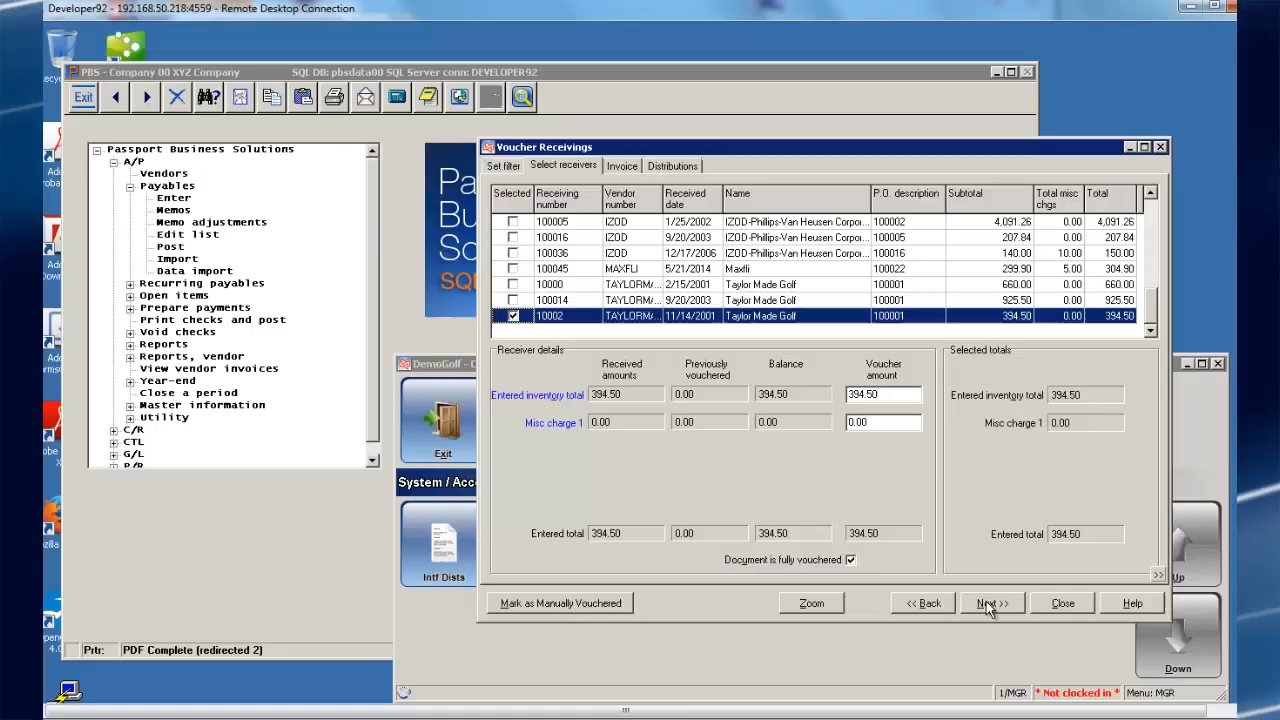 Developer92 - 192.168.50.218:4559 - Remote Desktop Connection
PBS - Company 00 XYZ Company SQL DB: pbsdata00 SQL Server conn: DEVELOPER92
Exit
Passport Business Solutions
A/P
Vendors
Payables
Enter
Memos
Memo adjustments
Edit list
Post
Import
Data import
Recurring payables
Open items
Prepare payments
Print checks and post
Void checks
Reports
Reports, vendor
View vendor invoices
Year-end
Close a period
Master information
Utility
C/R
CTL
G/L
P/R
Prtr: PDF Complete (redirected 2)
Voucher Receivings
Set filter Select receivers Invoice Distributions
Selected Receiving number Vendor number Received date Name P.O. description Subtotal Total misc chgs Total
100005 IZOD 1/25/2002 IZOD-Phillips-Van Heusen Corpor... 100002 4,091.26 0.00 4,091.26
100016 IZOD 9/20/2003 IZOD-Phillips-Van Heusen Corpor... 100005 207.84 0.00 207.84
100036 IZOD 12/17/2006 IZOD-Phillips-Van Heusen Corpor... 100016 140.00 10.00 150.00
100045 MAXFLI 5/21/2014 Maxfli 100022 299.90 5.00 304.90
10000 TAYLORM... 2/15/2001 Taylor Made Golf 100001 660.00 0.00 660.00
100014 TAYLORM... 9/20/2003 Taylor Made Golf 100001 925.50 0.00 925.50
10002 TAYLORM... 11/14/2001 Taylor Made Golf 100001 394.50 0.00 394.50
Receiver details Selected totals
Received amounts Previously vouchered Balance Voucher amount
Entered inventory total 394.50 0.00 394.50 394.50 Entered inventory total 394.50
Misc charge 1 0.00 0.00 0.00 0.00 Misc charge 1 0.00
Entered total 394.50 0.00 394.50 394.50 Entered total 394.50
Document is fully vouchered
>>
Mark as Manually Vouchered Zoom << Back Next >> Close Help
DemoGolf - C
Exit
System / Acc
Intf Dists
Up
Down
1/MGR * Not clocked in * Menu: MGR